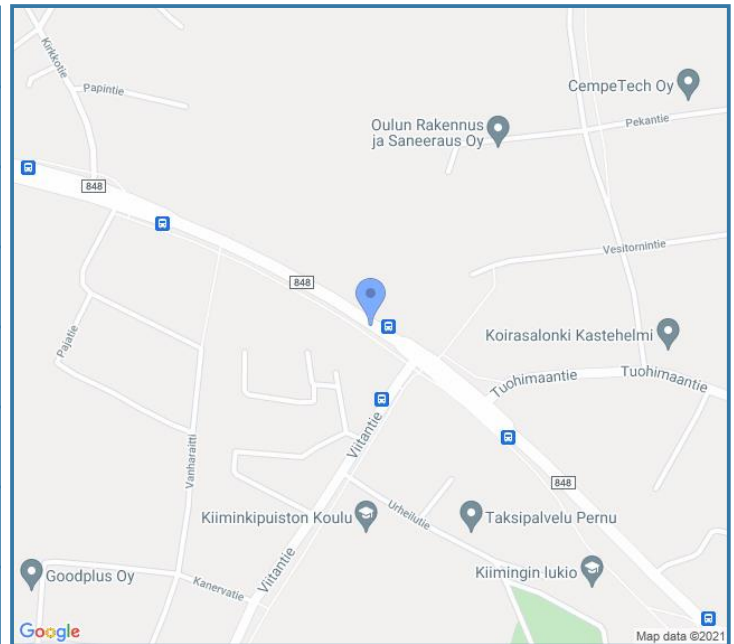 Kirkkotie
Papintie
CempeTech Oy
Oulun Rakennus
ja Saneeraus Oy
Pekantie
848
Vesitornintie
848
Koirasalonki Kastehelmi
Pajatie
Tuohimaantie
Tuohimaantie
Vanharaitti
Viitantie
848
Kiiminkipuiston Koulu
Urheilutie
Taksipalvelu Pernu
Goodplus Oy
Kanervatie
Viitantie
Kiimingin lukio
Google
Map data ©2021